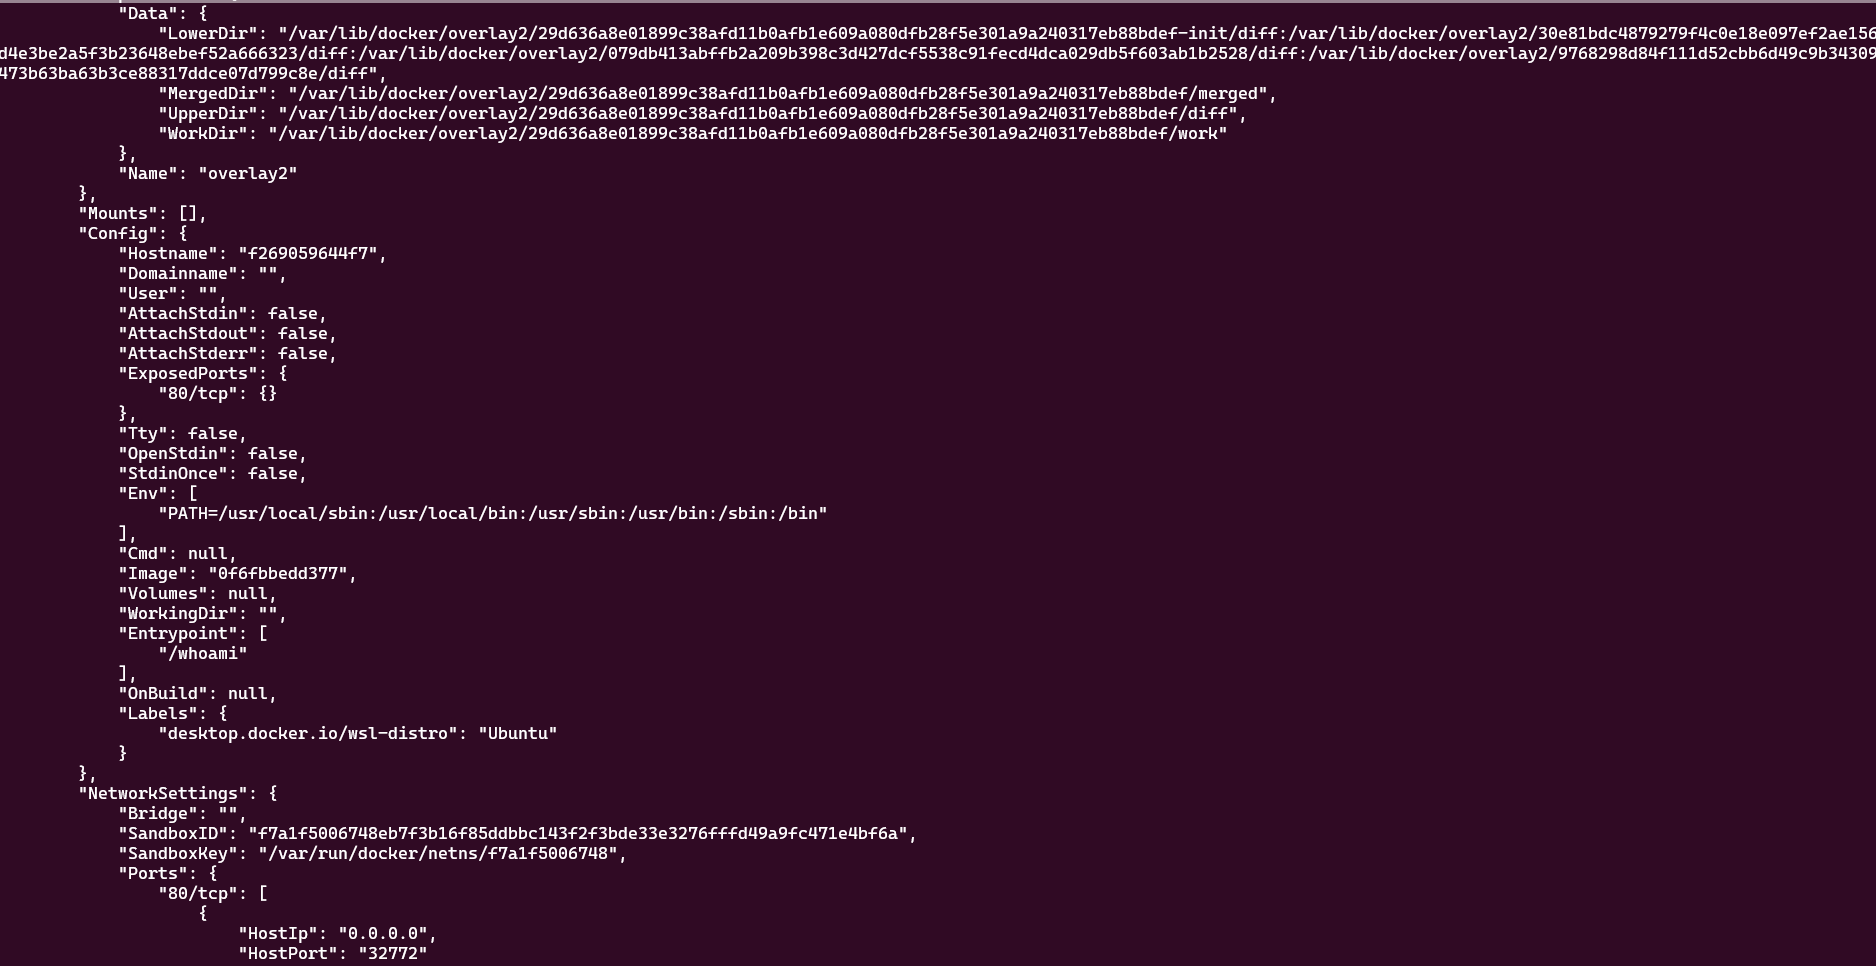 "Data": {
"LowerDir": "/var/lib/docker/overlay2/29d636a8e01899c38afd11b0afb1e609a080dfb28f5e301a9a240317eb88bdef-init/diff:/var/lib/docker/overlay2/30e81bdc4879279f4c0e18e097ef2ae156
d4e3be2a5f3b23648ebef52a666323/diff:/var/lib/docker/overlay2/079db413abffb2a209b398c3d427dcf5538c91fecd4dca029db5f603ab1b2528/diff:/var/lib/docker/overlay2/9768298d84f111d52cbb6d49c9b34309
473b63ba63b3ce88317ddce07d799c8e/diff",
"MergedDir": "/var/lib/docker/overlay2/29d636a8e01899c38afd11b0afb1e609a080dfb28f5e301a9a240317eb88bdef/merged",
"UpperDir": "/var/lib/docker/overlay2/29d636a8e01899c38afd11b0afb1e609a080dfb28f5e301a9a240317eb88bdef/diff",
"WorkDir": "/var/lib/docker/overlay2/29d636a8e01899c38afd11b0afb1e609a080dfb28f5e301a9a240317eb88bdef/work"
},
"Name": "overlay2"
},
"Mounts": [],
"Config": {
"Hostname": "f269059644f7",
"Domainname": "",
"User": "",
"AttachStdin": false,
"AttachStdout": false,
"AttachStderr": false,
"ExposedPorts": {
"80/tcp": {}
},
"Tty": false,
"OpenStdin": false,
"StdinOnce": false,
"Env": [
"PATH=/usr/local/sbin:/usr/local/bin:/usr/sbin:/usr/bin:/sbin:/bin"
],
"Cmd": null,
"Image": "0f6fbbedd377",
"Volumes": null,
"WorkingDir": "",
"Entrypoint": [
"/whoami"
],
"OnBuild": null,
"Labels": {
"desktop.docker.io/wsl-distro": "Ubuntu"
}
},
"NetworkSettings": {
"Bridge": "",
"SandboxID": "f7a1f5006748eb7f3b16f85ddbbc143f2f3bde33e3276fffd49a9fc471e4bf6a",
"SandboxKey": "/var/run/docker/netns/f7a1f5006748",
"Ports": {
"80/tcp": [
{
"HostIp": "0.0.0.0",
"HostPort": "32772"